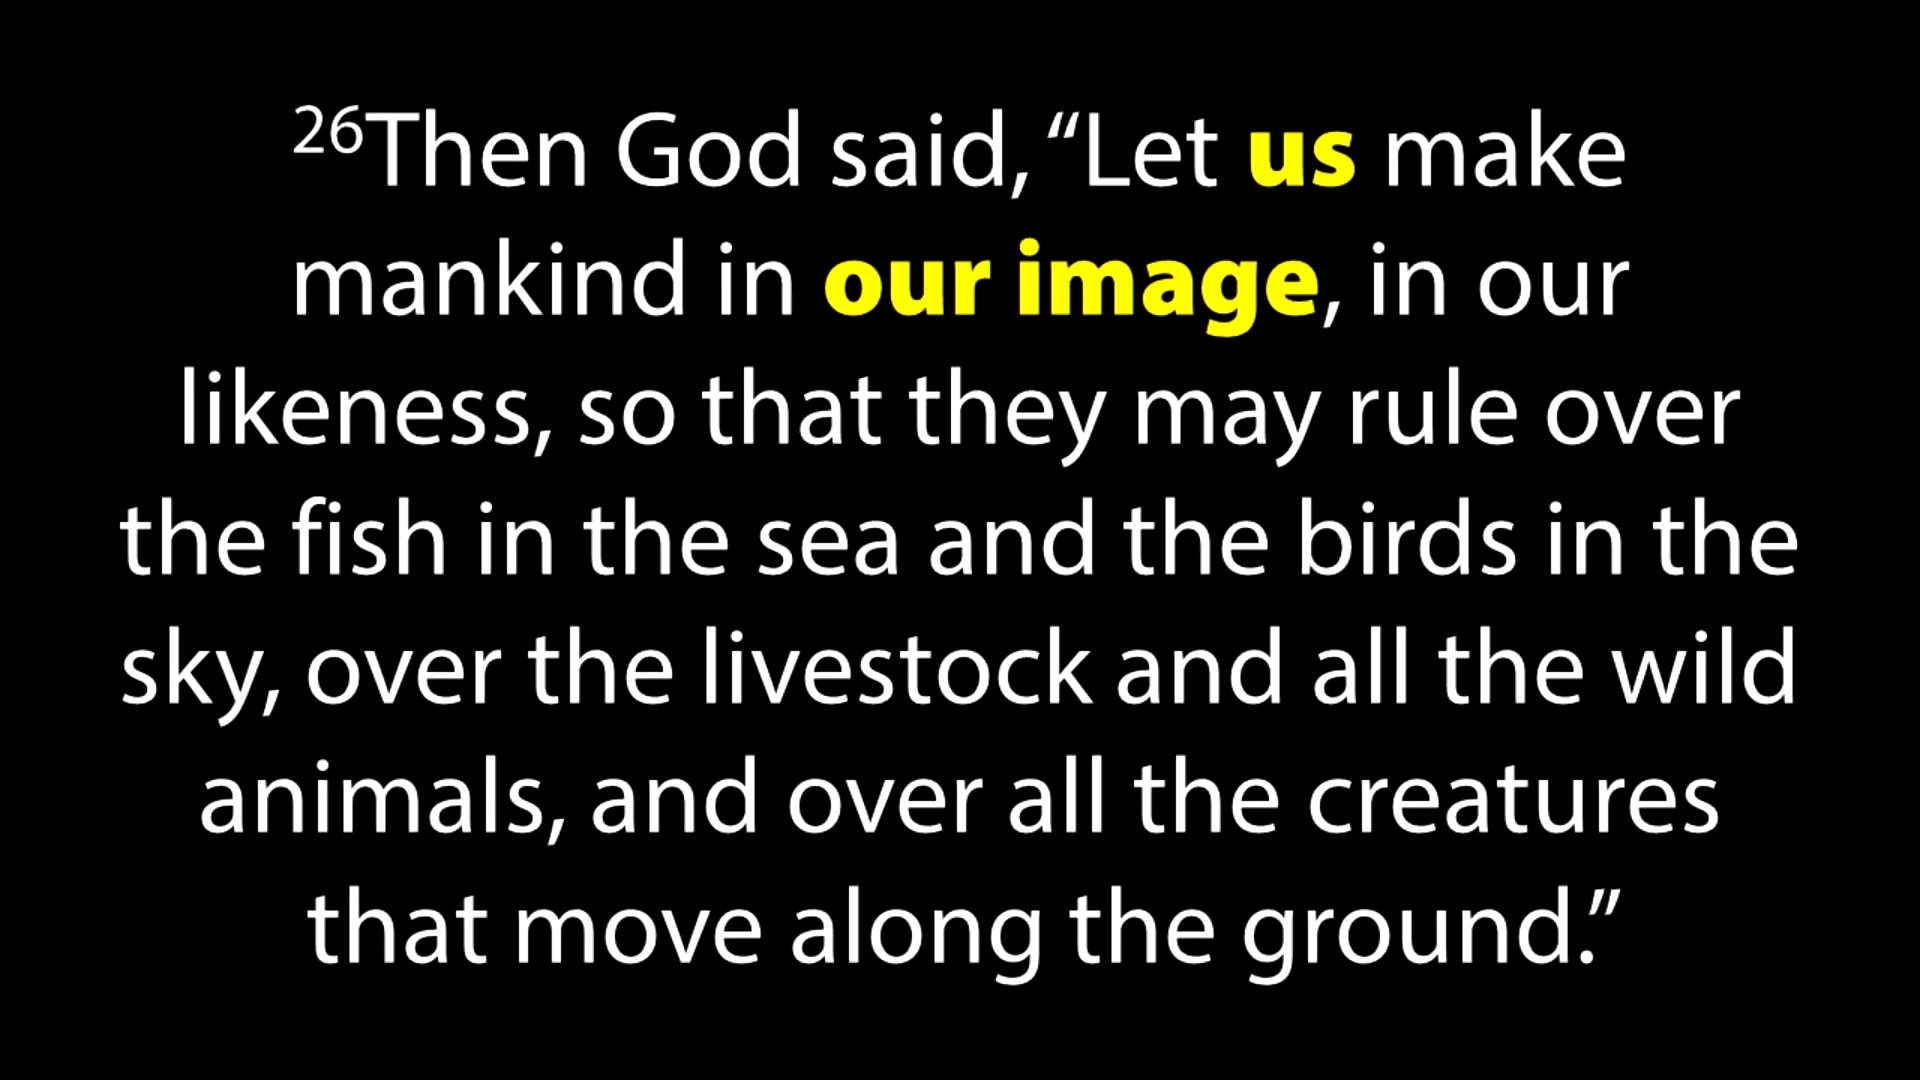 26Then God said, “Let us make
mankind in our image, in our
likeness, so that they may rule over
the fish in the sea and the birds in the
sky, over the livestock and all the wild
animals, and over all the creatures
that move along the ground.”